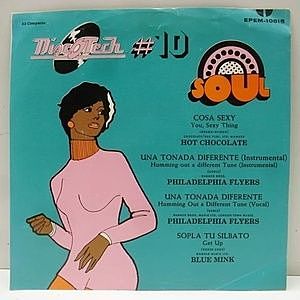 33 Compacto
EPEM-10615
DiscoTech #10
SOUL
COSA SEXY
You, Sexy Thing
HOT CHOCOLATE
UNA TONADA DIFERENTE (Instrumental)
Humming out a different Tune (Instrumental)
PHILADELPHIA FLYERS
UNA TONADA DIFERENTE
Humming Out a Different Tune (Vocal)
PHILADELPHIA FLYERS
SOPLA TU SILBATO
Get Up
BLUE MINK